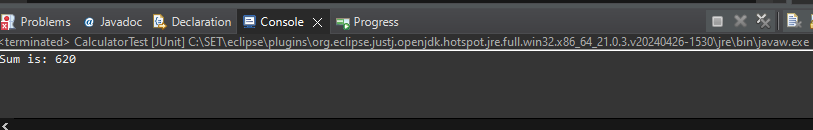 Problems @ Javadoc Declaration Console Progress
<terminated> CalculatorTest [JUnit] C:\SET\eclipse\plugins\org.eclipse.justj.openjdk.hotspot.jre.full.win32.x86_64_21.0.3.v20240426-1530\jre\bin\javaw.exe
Sum is: 620